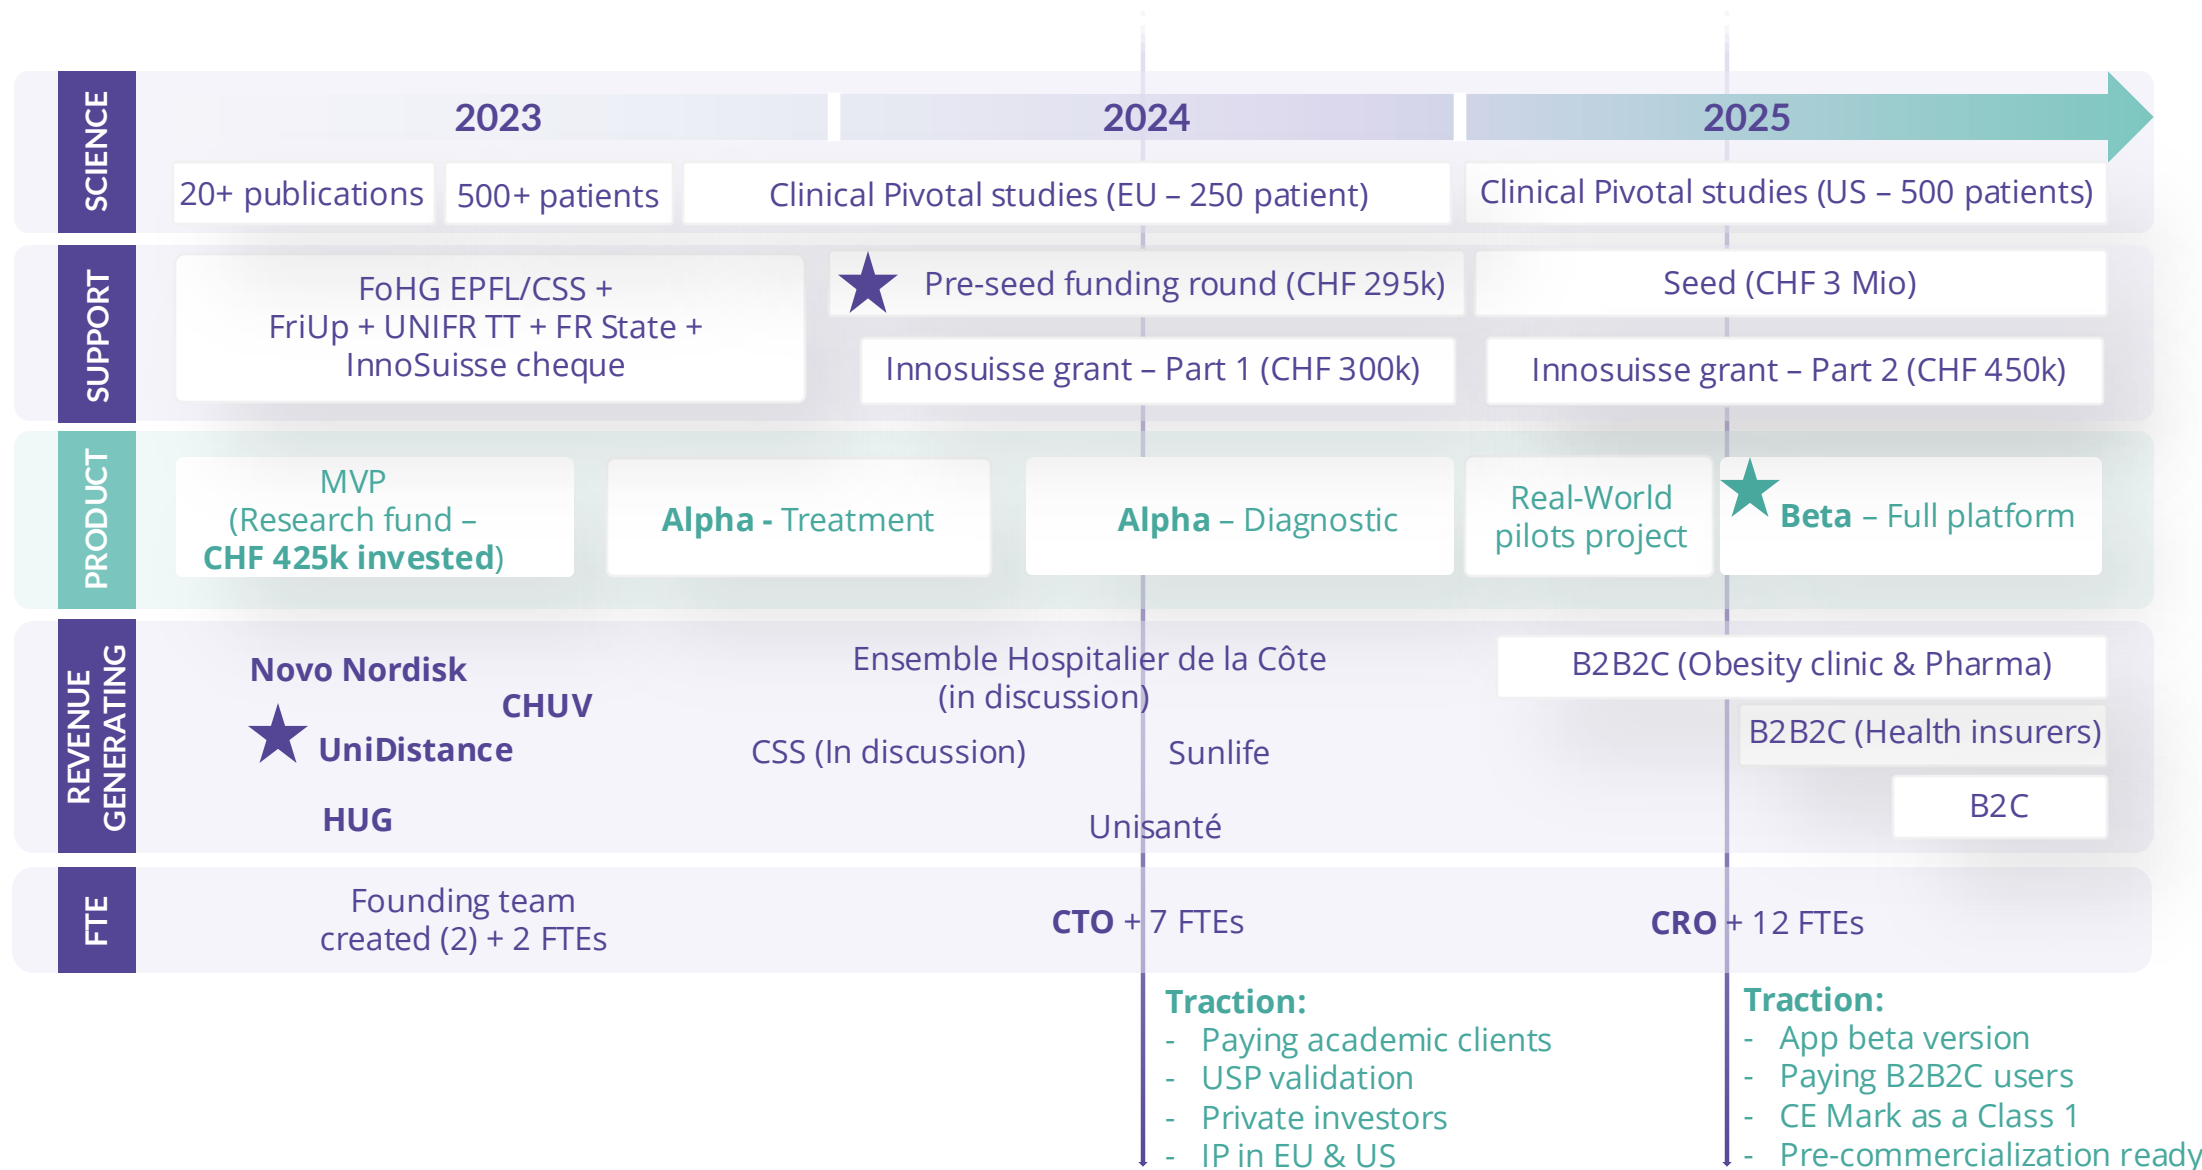 2023
2024
2025
SCIENCE
20+ publications
500+ patients
Clinical Pivotal studies (EU – 250 patient)
Clinical Pivotal studies (US – 500 patients)
SUPPORT
FoHG EPFL/CSS +
FriUp + UNIFR TT + FR State +
InnoSuisse cheque
Pre-seed funding round (CHF 295k)
Seed (CHF 3 Mio)
Innosuisse grant – Part 1 (CHF 300k)
Innosuisse grant – Part 2 (CHF 450k)
PRODUCT
MVP
(Research fund –
CHF 425k invested)
Alpha - Treatment
Alpha – Diagnostic
Real-World
pilots project
Beta – Full platform
REVENUE
GENERATING
Novo Nordisk
CHUV
UniDistance
HUG
Ensemble Hospitalier de la Côte
(in discussion)
CSS (In discussion)
Sunlife
Unisanté
B2B2C (Obesity clinic & Pharma)
B2B2C (Health insurers)
B2C
FTE
Founding team
created (2) + 2 FTEs
CTO + 7 FTEs
CRO + 12 FTEs
Traction:
- Paying academic clients
- USP validation
- Private investors
- IP in EU & US
Traction:
- App beta version
- Paying B2B2C users
- CE Mark as a Class 1
- Pre-commercialization ready